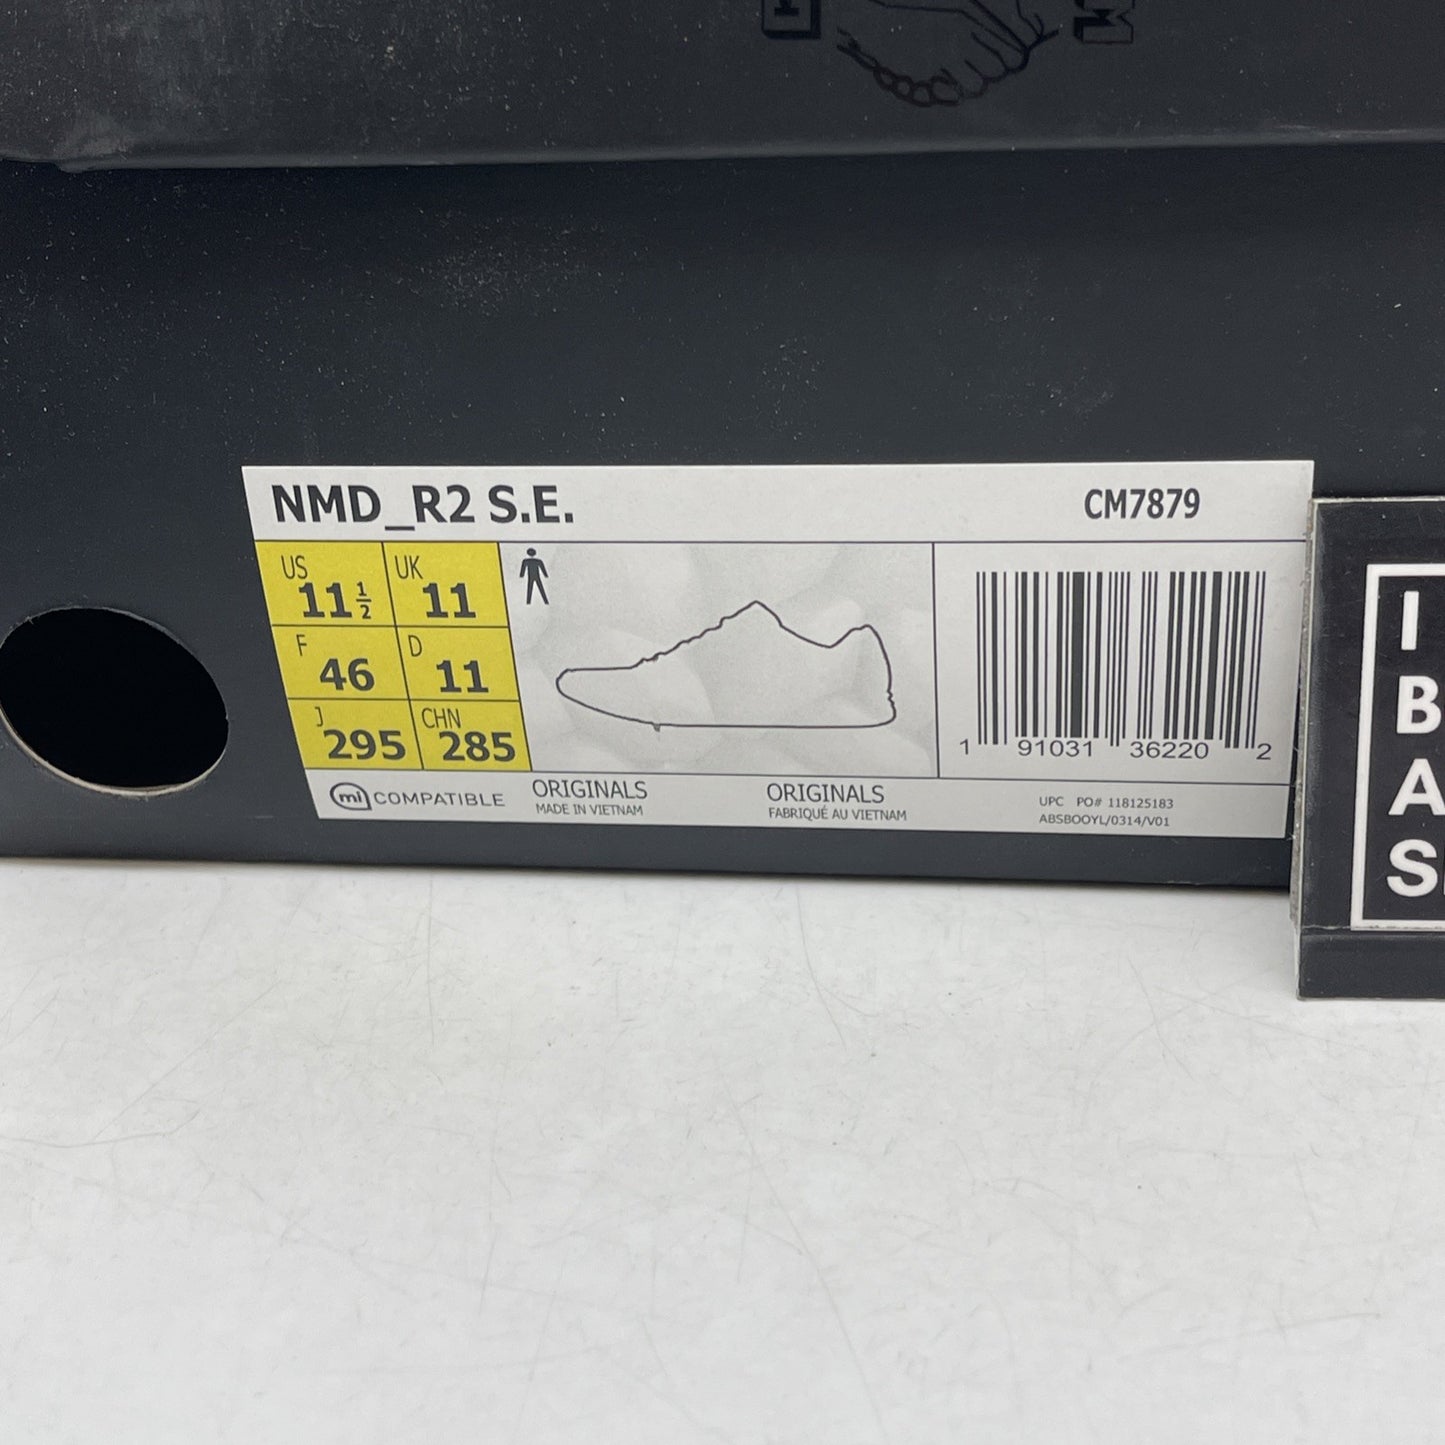 NMD_R2 S.E. CM7879
US 11 1/2 UK 11
F 46 D 11
J 295 CHN 285
1 91031 36220 2
mi COMPATIBLE
ORIGINALS
MADE IN VIETNAM
ORIGINALS
FABRIQUÉ AU VIETNAM
UPC PO# 118125183
ABSBOOYL/0314/V01
I
B
A
S